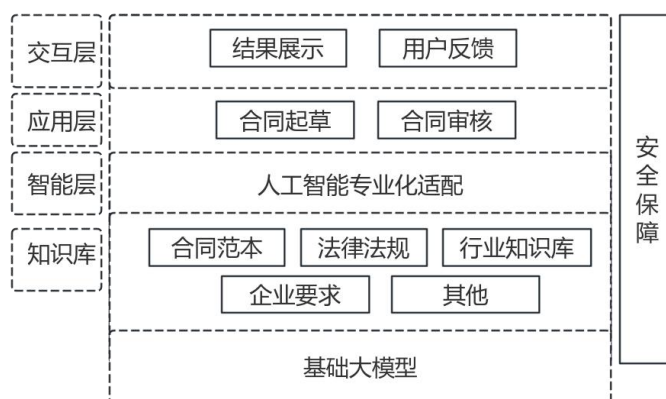 交互层
结果展示 用户反馈
应用层
合同起草 合同审核
智能层
人工智能专业化适配
知识库
合同范本 法律法规 行业知识库
企业要求 其他
基础大模型
安全保障